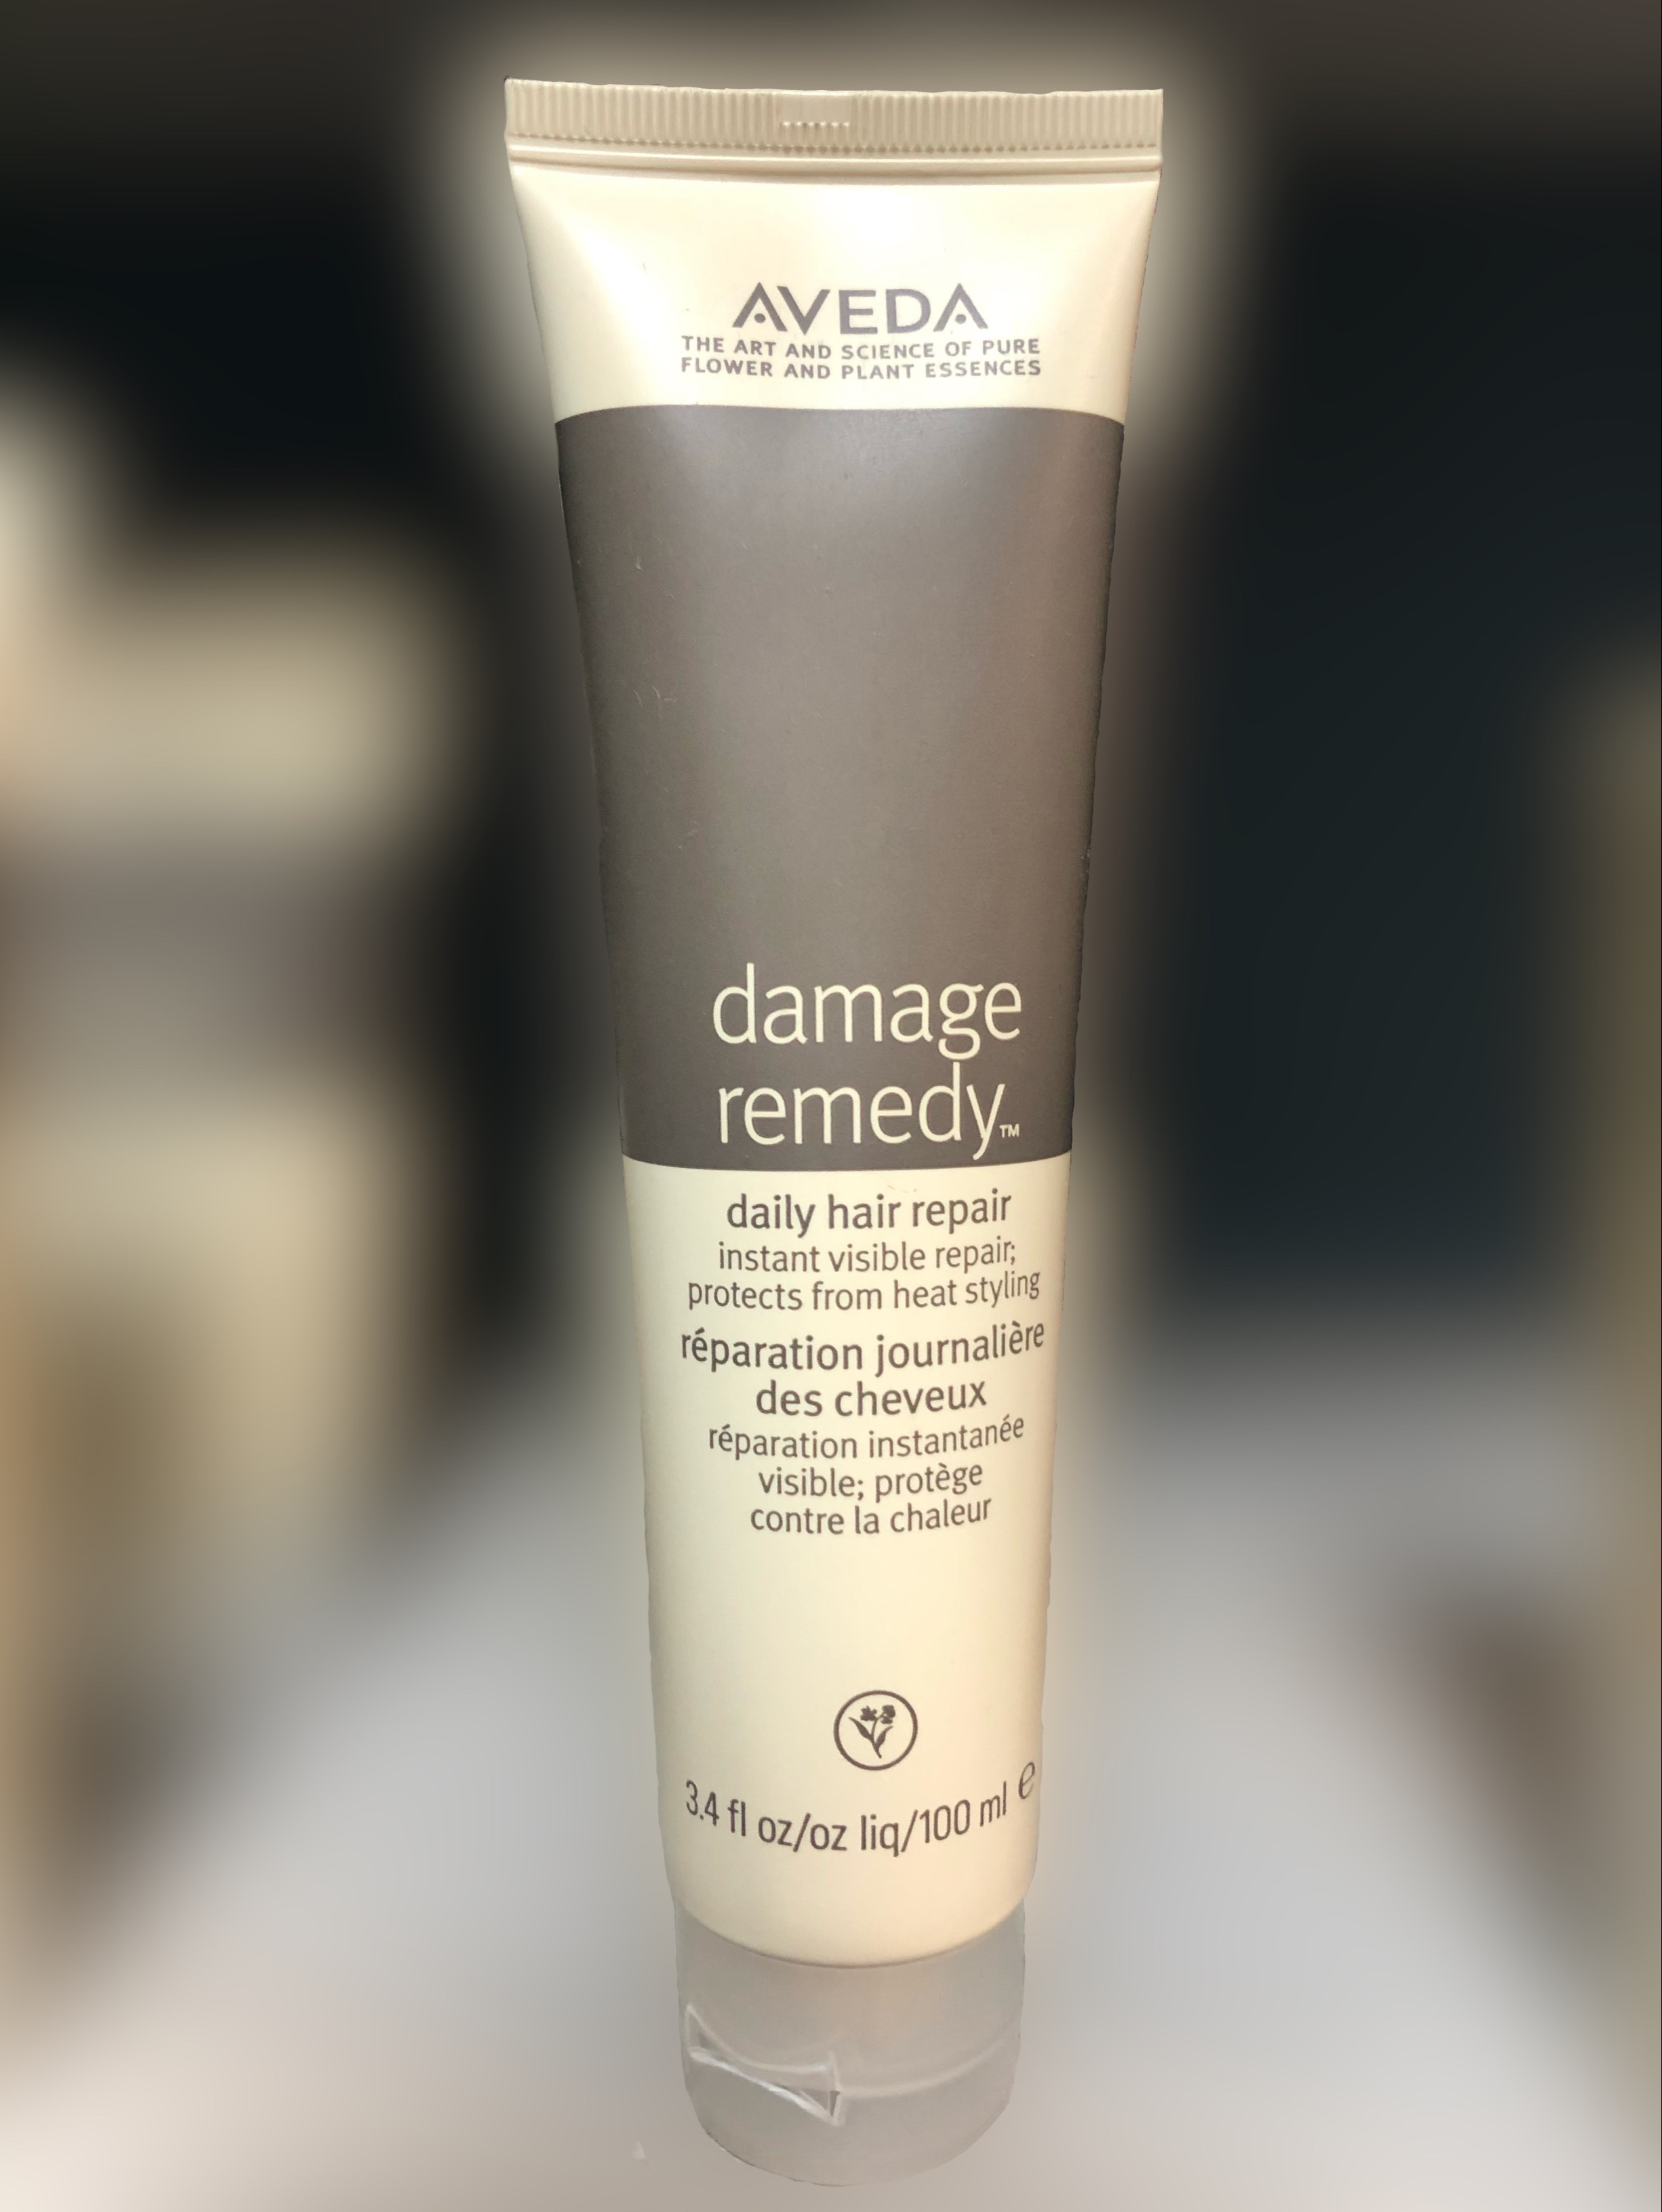 AVEDA
THE ART AND SCIENCE OF PURE
FLOWER AND PLANT ESSENCES
damage
remedy™
daily hair repair
instant visible repair;
protects from heat styling
réparation journalière
des cheveux
réparation instantanée
visible; protège
contre la chaleur
3.4 fl oz/oz liq/100 ml e